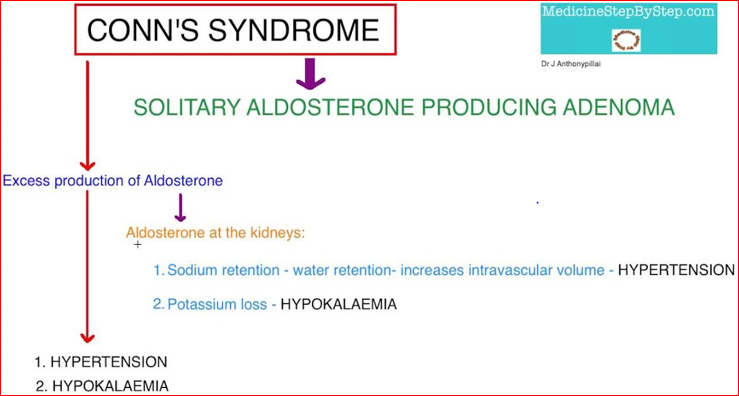 CONN'S SYNDROME
MedicineStepByStep.com
Dr J Anthonypillai
SOLITARY ALDOSTERONE PRODUCING ADENOMA
Excess production of Aldosterone
Aldosterone at the kidneys:
1. Sodium retention - water retention- increases intravascular volume - HYPERTENSION
2. Potassium loss - HYPOKALAEMIA
1. HYPERTENSION
2. HYPOKALAEMIA